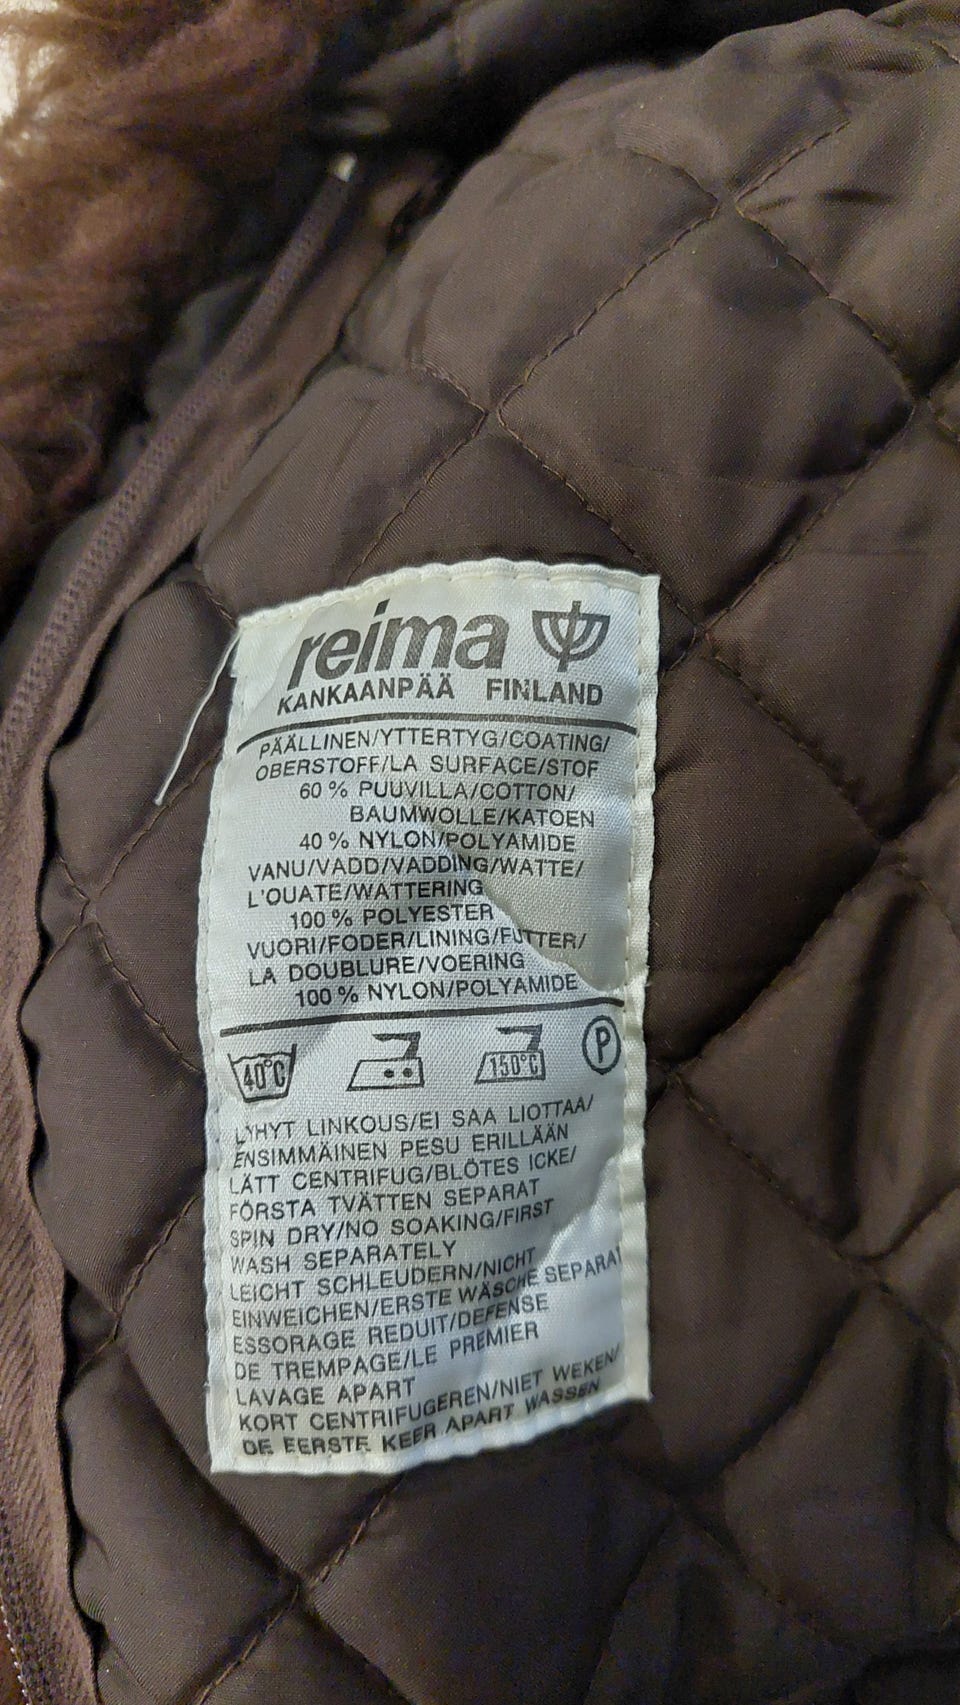 reima
KANKAANPÄÄ FINLAND
PÄÄLLINEN/YTTERTYG/COATING/
OBERSTOFF/LA SURFACE/STOF
60 % PUUVILLA/COTTON/
BAUMWOLLE/KATOEN
40 % NYLON/POLYAMIDE
VANU/VADD/VADDING/WATTE/
L'OUATE/WATTERING
100 % POLYESTER
VUORI/FODER/LINING/FUTTER/
LA DOUBLURE/VOERING
100 % NYLON/POLYAMIDE
40°C 150°C P
LYHYT LINKOUS/EI SAA LIOTTAA/
ENSIMMÄINEN PESU ERILLÄÄN
LÄTT CENTRIFUG/BLÖTES ICKE/
FÖRSTA TVÄTTEN SEPARAT
SPIN DRY/NO SOAKING/FIRST
WASH SEPARATELY
LEICHT SCHLEUDERN/NICHT
EINWEICHEN/ERSTE WÄSCHE SEPARAT
ESSORAGE REDUIT/DEFENSE
DE TREMPAGE/LE PREMIER
LAVAGE APART
KORT CENTRIFUGEREN/NIET WEKEN/
DE EERSTE KEER APART WASSEN